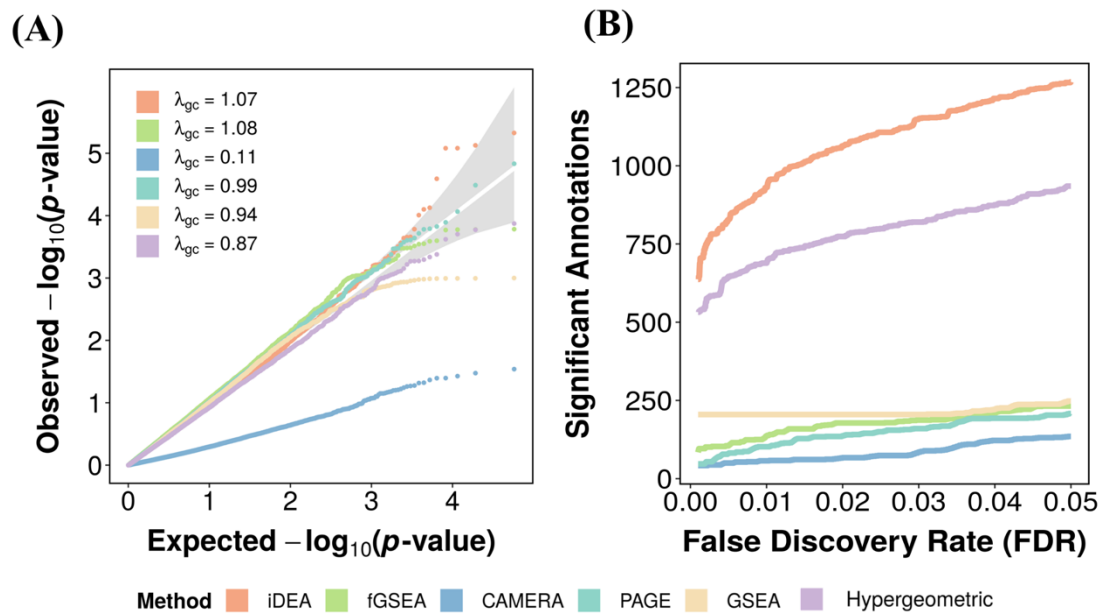 (A)
λgc = 1.07
λgc = 1.08
λgc = 0.11
λgc = 0.99
λgc = 0.94
λgc = 0.87
Observed −log10(p-value)
5
4
3
2
1
0
0 1 2 3 4
Expected −log10(p-value)
(B)
Significant Annotations
1250
1000
750
500
250
0
0.00 0.01 0.02 0.03 0.04 0.05
False Discovery Rate (FDR)
Method iDEA fGSEA CAMERA PAGE GSEA Hypergeometric